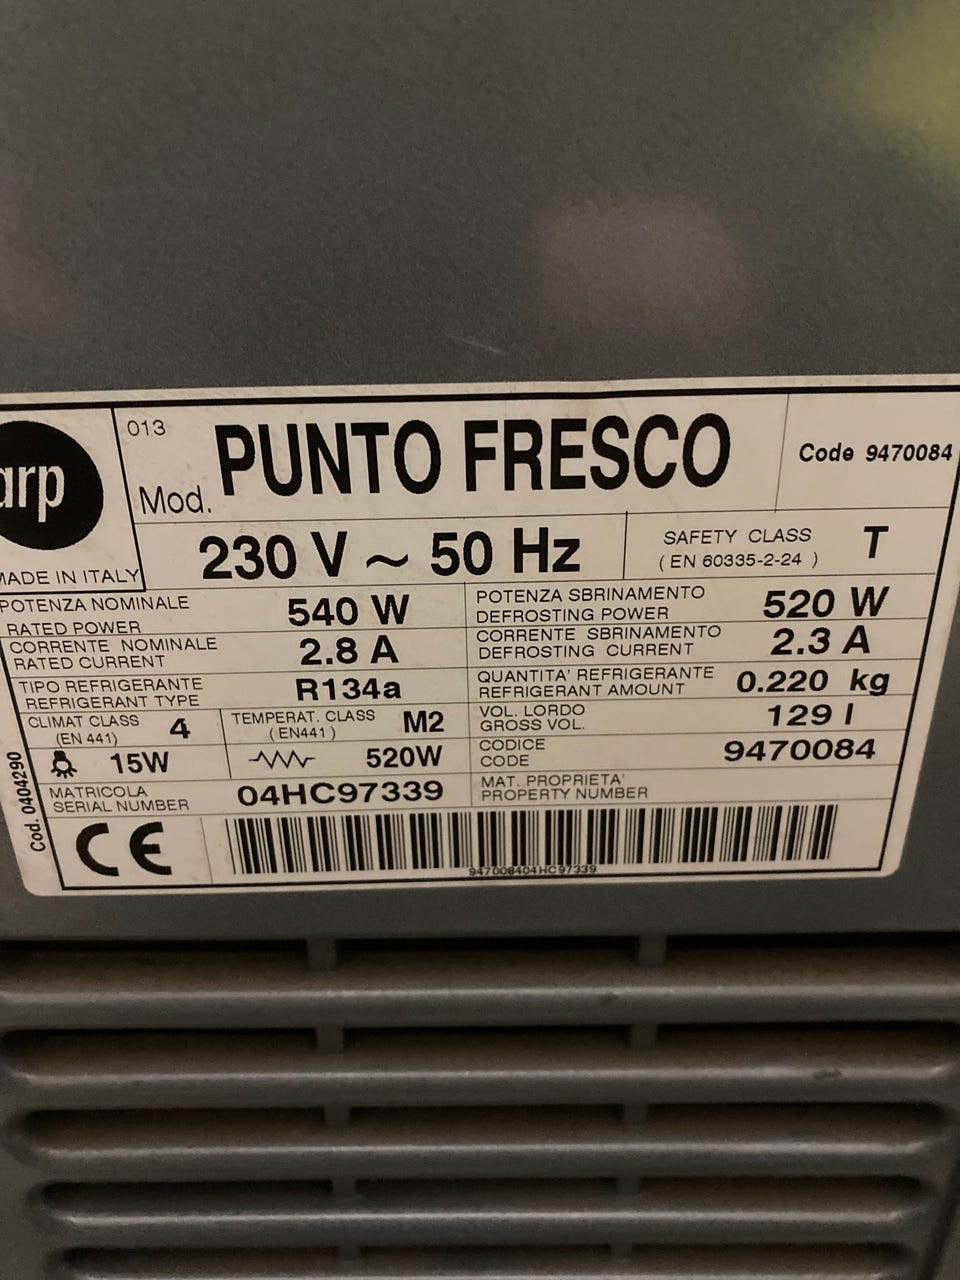 arp
013
Mod. PUNTO FRESCO
Code 9470084
MADE IN ITALY
230 V ~ 50 Hz
SAFETY CLASS
(EN 60335-2-24 )
T
POTENZA NOMINALE
RATED POWER
540 W
POTENZA SBRINAMENTO
DEFROSTING POWER
520 W
CORRENTE NOMINALE
RATED CURRENT
2.8 A
CORRENTE SBRINAMENTO
DEFROSTING CURRENT
2.3 A
TIPO REFRIGERANTE
REFRIGERANT TYPE
R134a
QUANTITA' REFRIGERANTE
REFRIGERANT AMOUNT
0.220 kg
CLIMAT CLASS
(EN 441)
4
TEMPERAT. CLASS
(EN441)
M2
VOL. LORDO
GROSS VOL.
129 l
15W
520W
CODICE
CODE
9470084
MATRICOLA
SERIAL NUMBER
04HC97339
MAT. PROPRIETA'
PROPERTY NUMBER
Cod. 0404290
CE
947008404HC97339